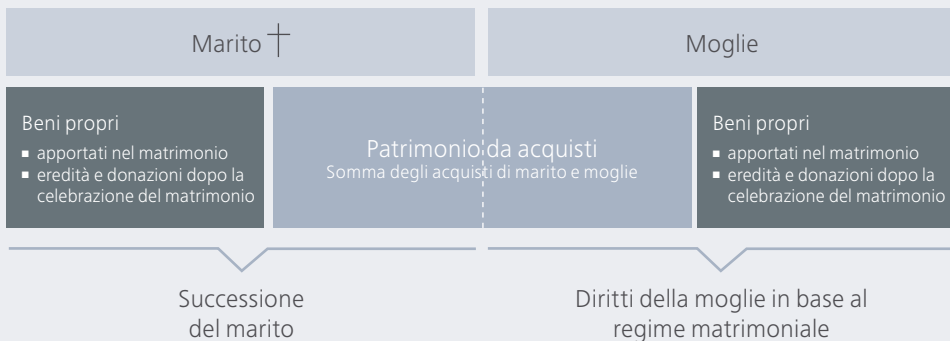 Marito †
Moglie
Beni propri
▪ apportati nel matrimonio
▪ eredità e donazioni dopo la
celebrazione del matrimonio
Patrimonio da acquisti
Somma degli acquisti di marito e moglie
Beni propri
▪ apportati nel matrimonio
▪ eredità e donazioni dopo la
celebrazione del matrimonio
Successione
del marito
Diritti della moglie in base al
regime matrimoniale